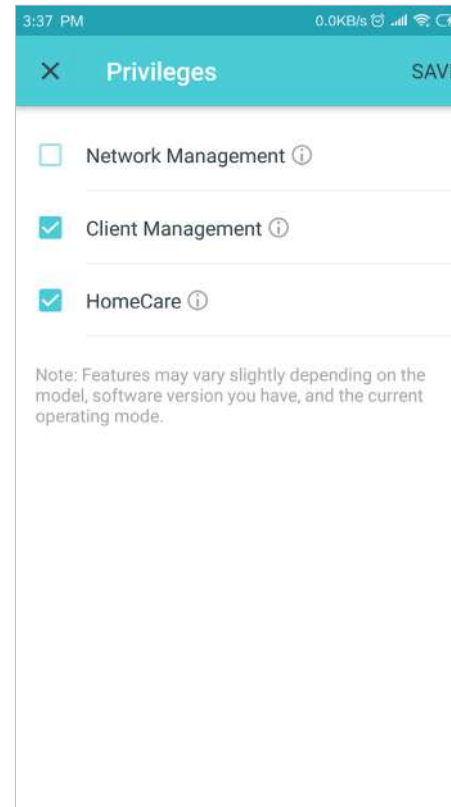 3:37 PM 0.0KB/s
Privileges SAVE
Network Management
Client Management
HomeCare
Note: Features may vary slightly depending on the
model, software version you have, and the current
operating mode.